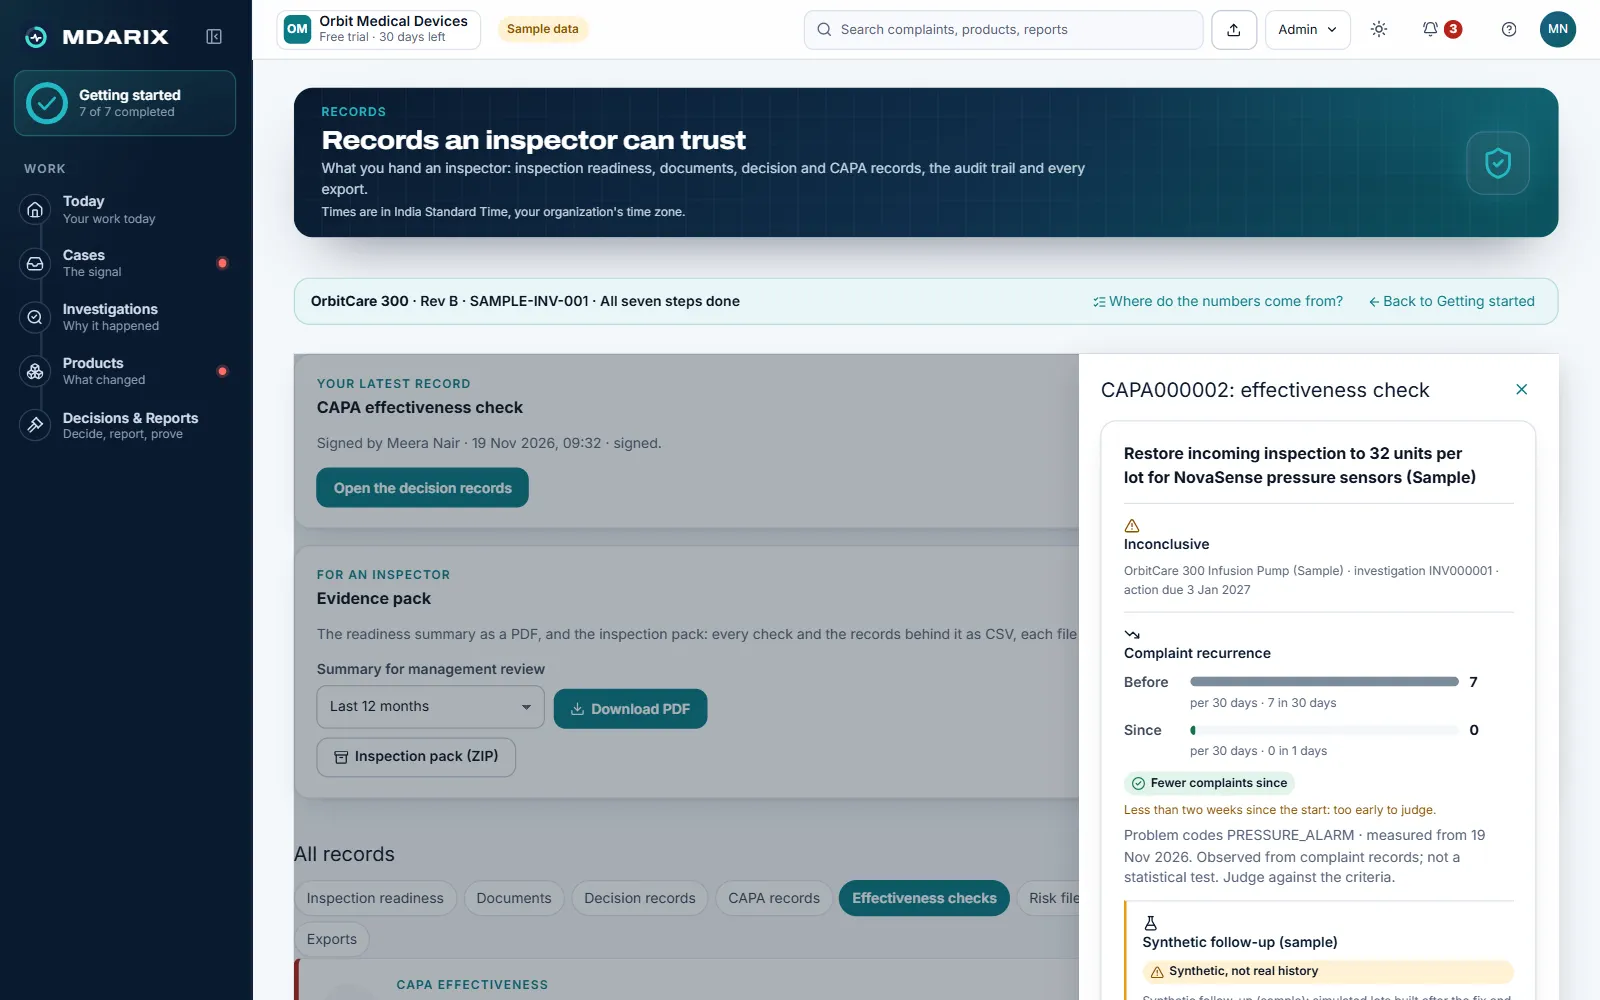 MDARIX
Getting started
7 of 7 completed
WORK
Today
Your work today
Cases
The signal
Investigations
Why it happened
Products
What changed
Decisions & Reports
Decide, report, prove
OM
Orbit Medical Devices
Free trial · 30 days left
Sample data
Search complaints, products, reports
Admin
3
MN
RECORDS
Records an inspector can trust
What you hand an inspector: inspection readiness, documents, decision and CAPA records, the audit trail and every
export.
Times are in India Standard Time, your organization's time zone.
OrbitCare 300 · Rev B · SAMPLE-INV-001 · All seven steps done
Where do the numbers come from?
Back to Getting started
YOUR LATEST RECORD
CAPA effectiveness check
Signed by Meera Nair · 19 Nov 2026, 09:32 · signed.
Open the decision records
FOR AN INSPECTOR
Evidence pack
The readiness summary as a PDF, and the inspection pack: every check and the records behind it as CSV, each file
Summary for management review
Last 12 months
Download PDF
Inspection pack (ZIP)
All records
Inspection readiness
Documents
Decision records
CAPA records
Effectiveness checks
Risk file
Exports
CAPA EFFECTIVENESS
CAPA000002: effectiveness check
Restore incoming inspection to 32 units per
lot for NovaSense pressure sensors (Sample)
Inconclusive
OrbitCare 300 Infusion Pump (Sample) · investigation INV000001 ·
action due 3 Jan 2027
Complaint recurrence
Before
7
per 30 days · 7 in 30 days
Since
0
per 30 days · 0 in 1 days
Fewer complaints since
Less than two weeks since the start: too early to judge.
Problem codes PRESSURE_ALARM · measured from 19
Nov 2026. Observed from complaint records; not a
statistical test. Judge against the criteria.
Synthetic follow-up (sample)
Synthetic, not real history
Synthetic follow-up (sample): simulated lots built after the fix and